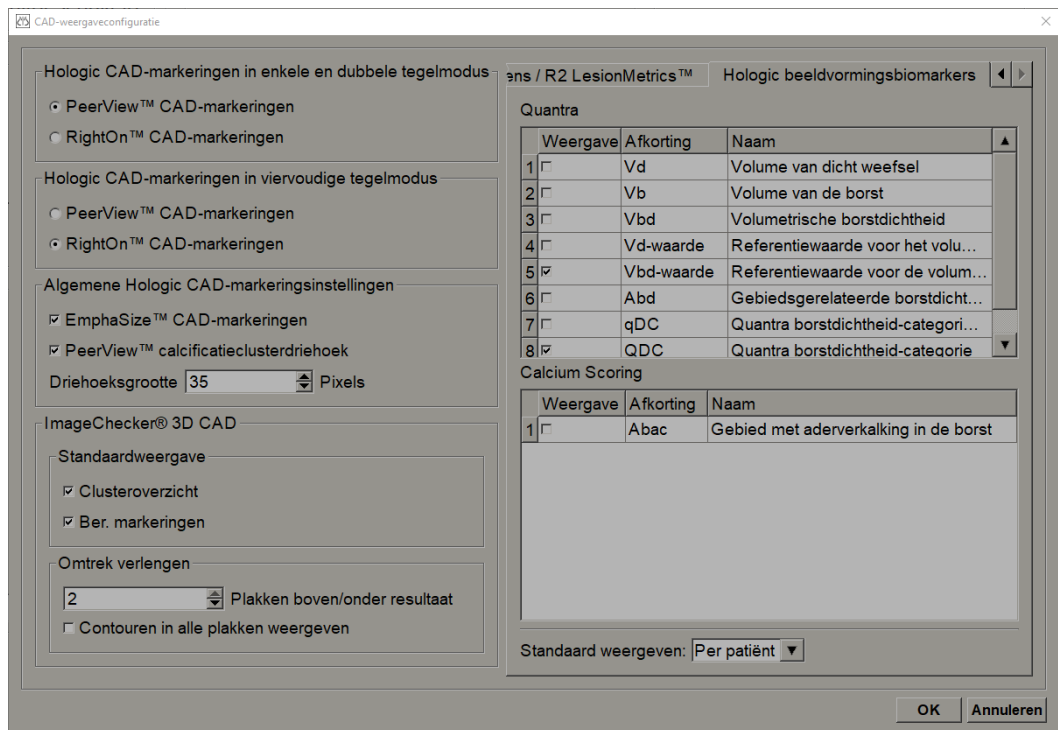 CAD-weergaveconfiguratie
Hologic CAD-markeringen in enkele en dubbele tegelmodus
PeerView™ CAD-markeringen
RightOn™ CAD-markeringen
Hologic CAD-markeringen in viervoudige tegelmodus
PeerView™ CAD-markeringen
RightOn™ CAD-markeringen
Algemene Hologic CAD-markeringsinstellingen
EmphaSize™ CAD-markeringen
PeerView™ calcificatieclusterdriehoek
Driehoeksgrootte 35 Pixels
ImageChecker® 3D CAD
Standaardweergave
Clusteroverzicht
Ber. markeringen
Omtrek verlengen
2 Plakken boven/onder resultaat
Contouren in alle plakken weergeven
ens / R2 LesionMetrics™ Hologic beeldvormingsbiomarkers
Quantra
Weergave Afkorting Naam
1 Vd Volume van dicht weefsel
2 Vb Volume van de borst
3 Vbd Volumetrische borstdichtheid
4 Vd-waarde Referentiewaarde voor het volu...
5 Vbd-waarde Referentiewaarde voor de volum...
6 Abd Gebiedsgerelateerde borstdicht...
7 qDC Quantra borstdichtheid-categori...
8 QDC Quantra borstdichtheid-categorie
Calcium Scoring
Weergave Afkorting Naam
1 Abac Gebied met aderverkalking in de borst
Standaard weergeven: Per patiënt
OK Annuleren